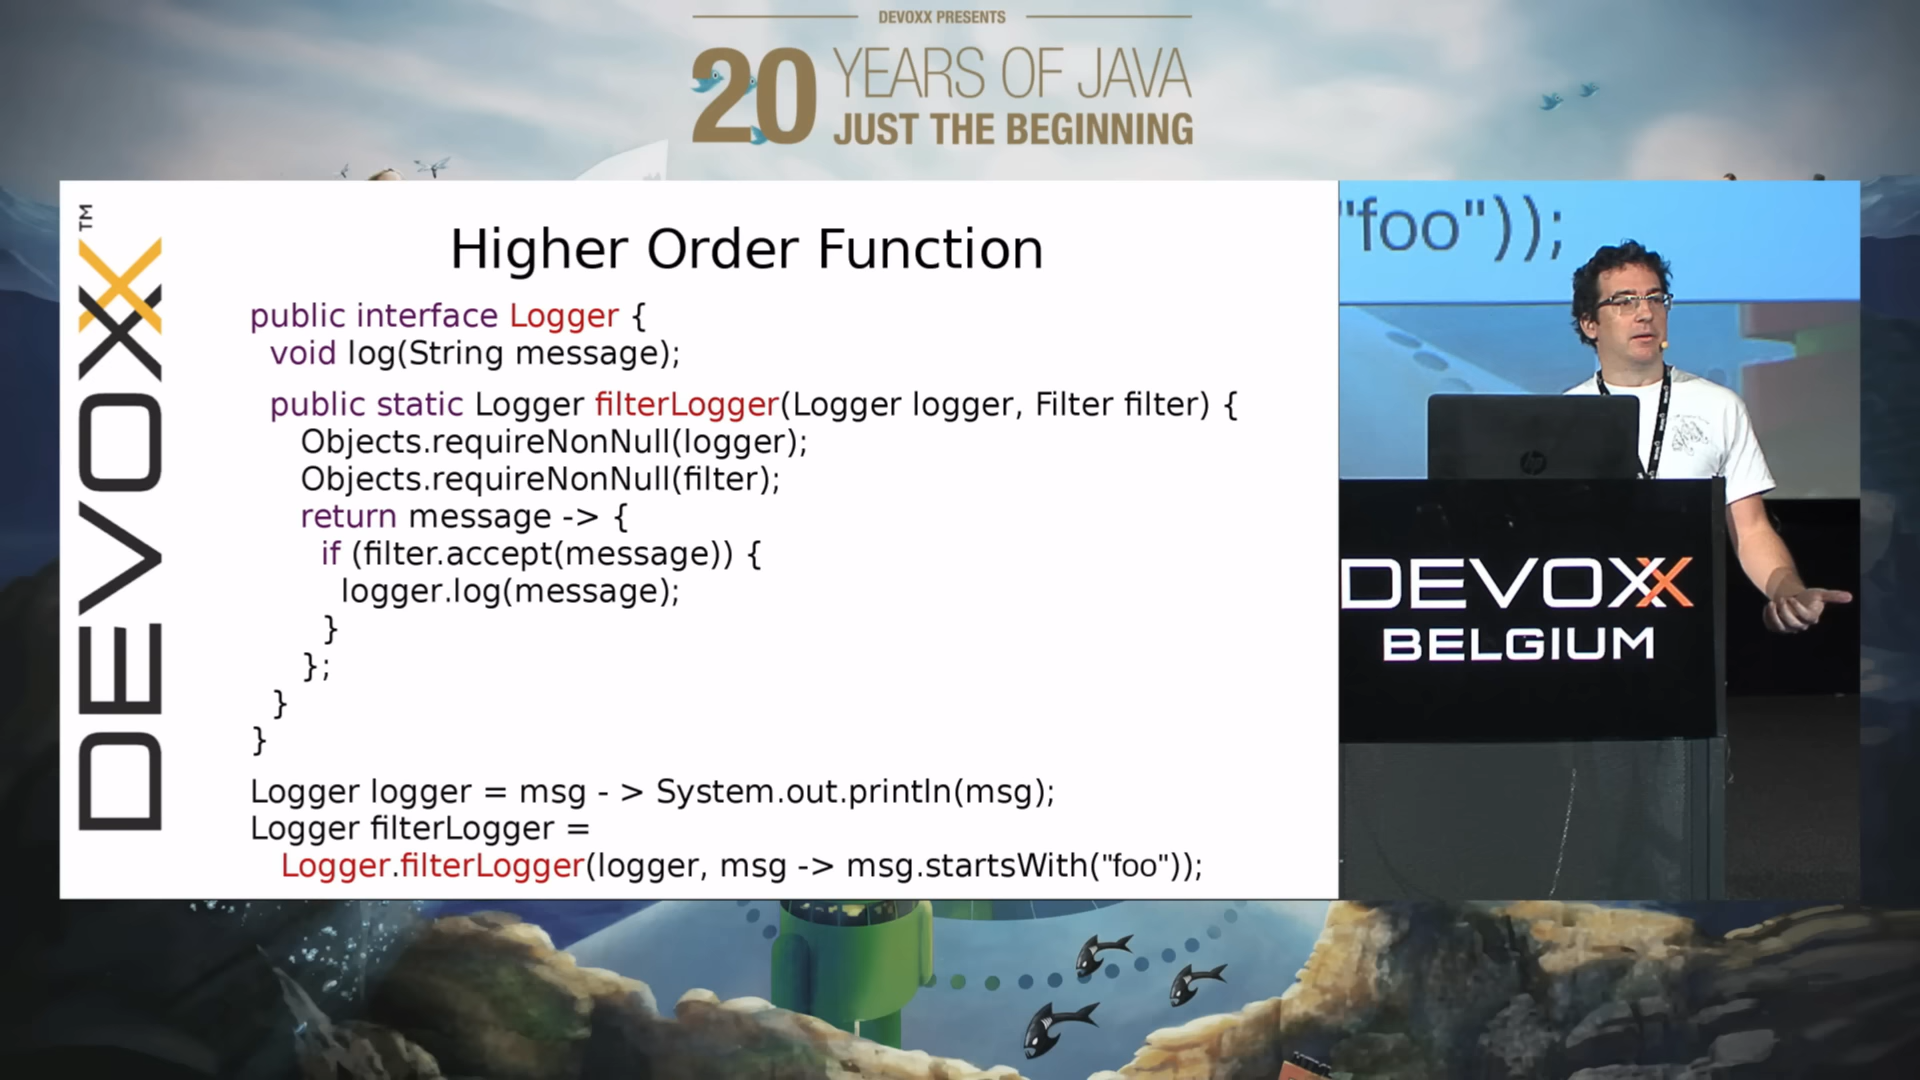 DEVOXX PRESENTS
20 YEARS OF JAVA
JUST THE BEGINNING
DEVOXX™
Higher Order Function
public interface Logger {
void log(String message);
public static Logger filterLogger(Logger logger, Filter filter) {
Objects.requireNonNull(logger);
Objects.requireNonNull(filter);
return message -> {
if (filter.accept(message)) {
logger.log(message);
}
};
}
}
Logger logger = msg - > System.out.println(msg);
Logger filterLogger =
Logger.filterLogger(logger, msg -> msg.startsWith("foo"));
"foo"));
hp
DEVOXX
BELGIUM